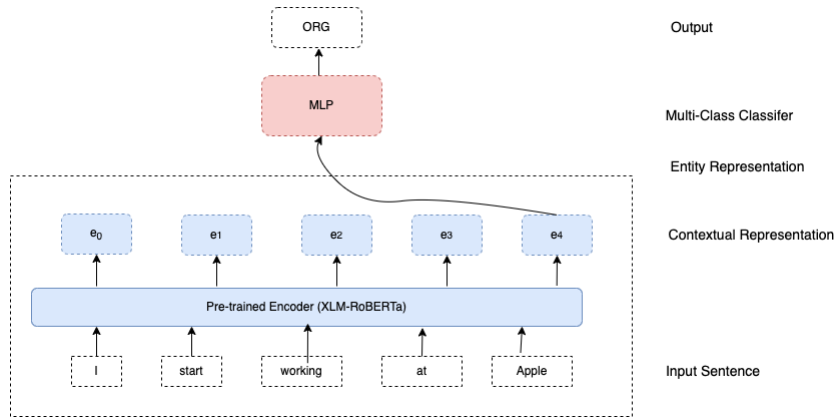 ORG
Output
MLP
Multi-Class Classifer
Entity Representation
e0 e1 e2 e3 e4
Contextual Representation
Pre-trained Encoder (XLM-RoBERTa)
I start working at Apple
Input Sentence